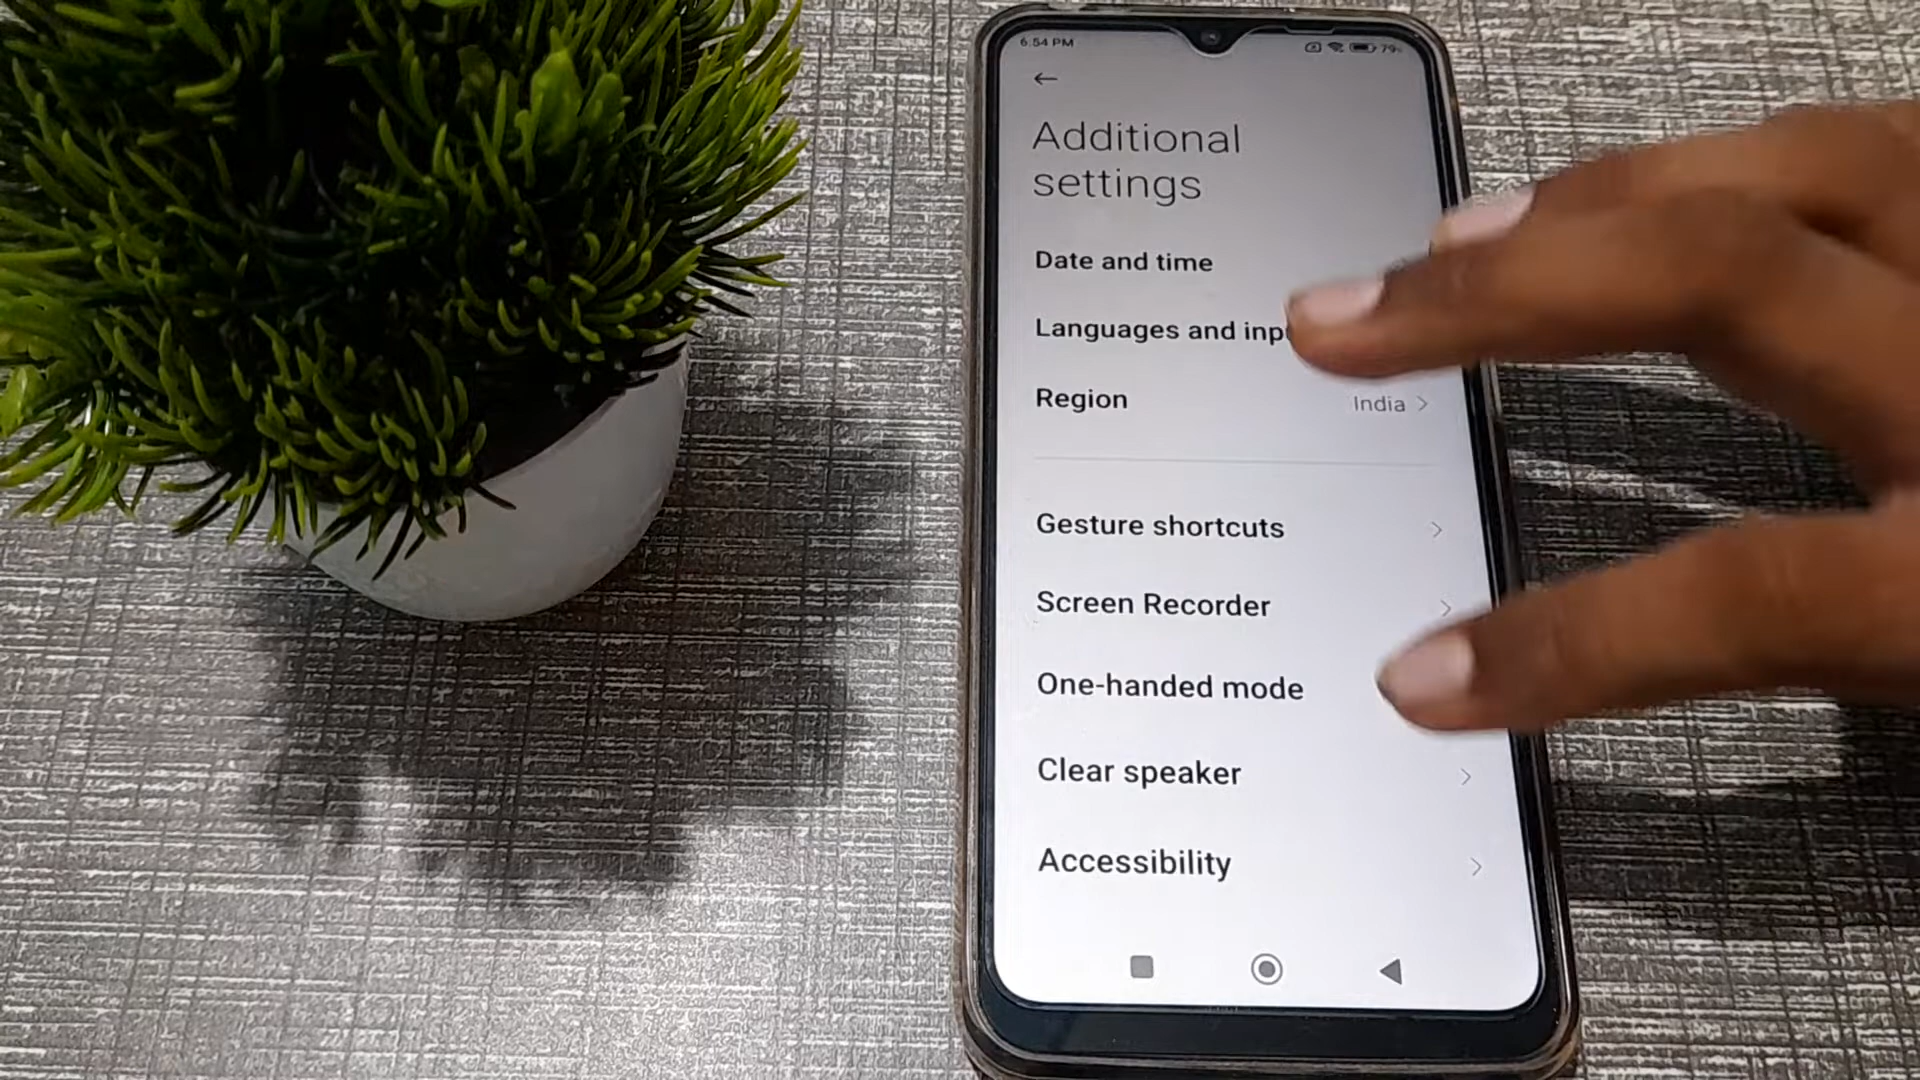 6:54 PM
79
Additional
settings
Date and time
Languages and inp
Region
India
Gesture shortcuts
Screen Recorder
One-handed mode
Clear speaker
Accessibility